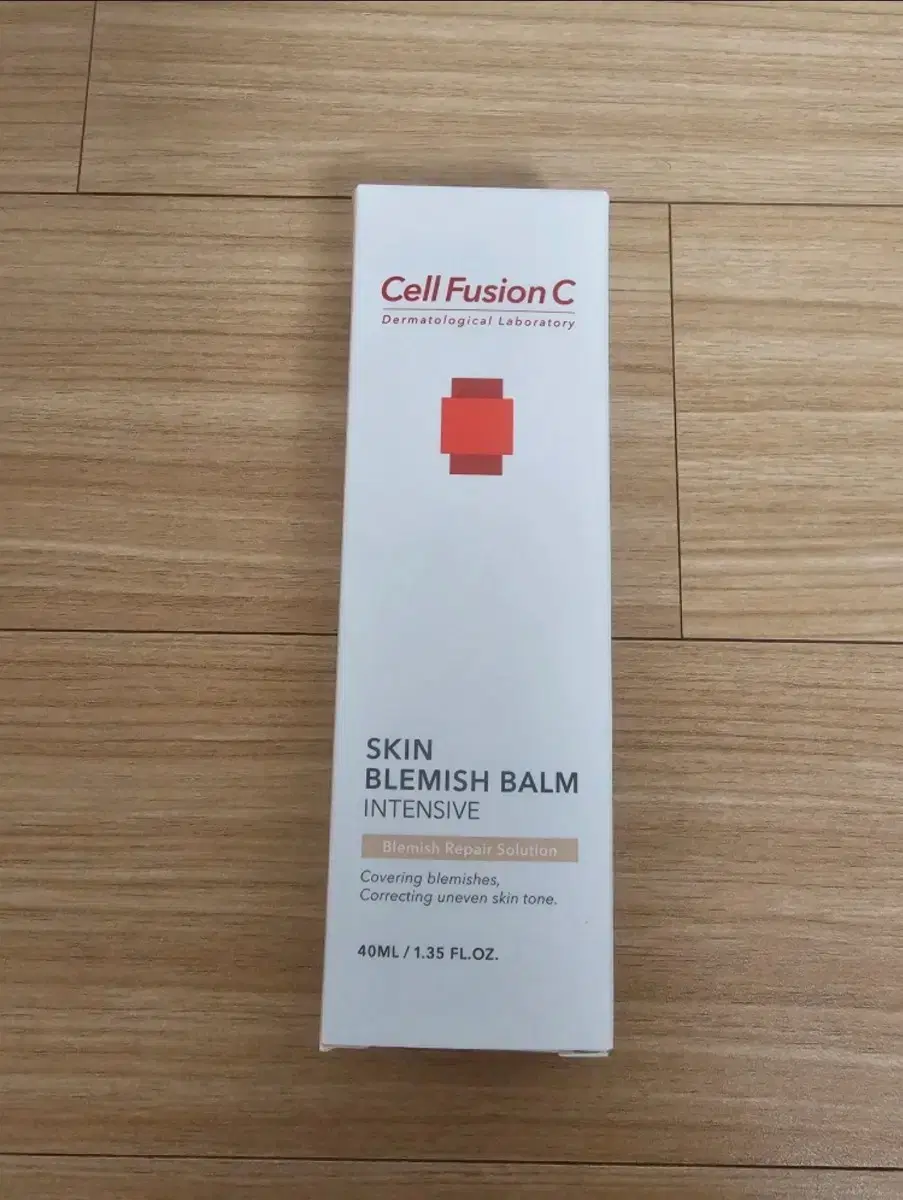 Cell Fusion C
Dermatological Laboratory
SKIN
BLEMISH BALM
INTENSIVE
Blemish Repair Solution
Covering blemishes,
Correcting uneven skin tone.
40ML / 1.35 FL.OZ.